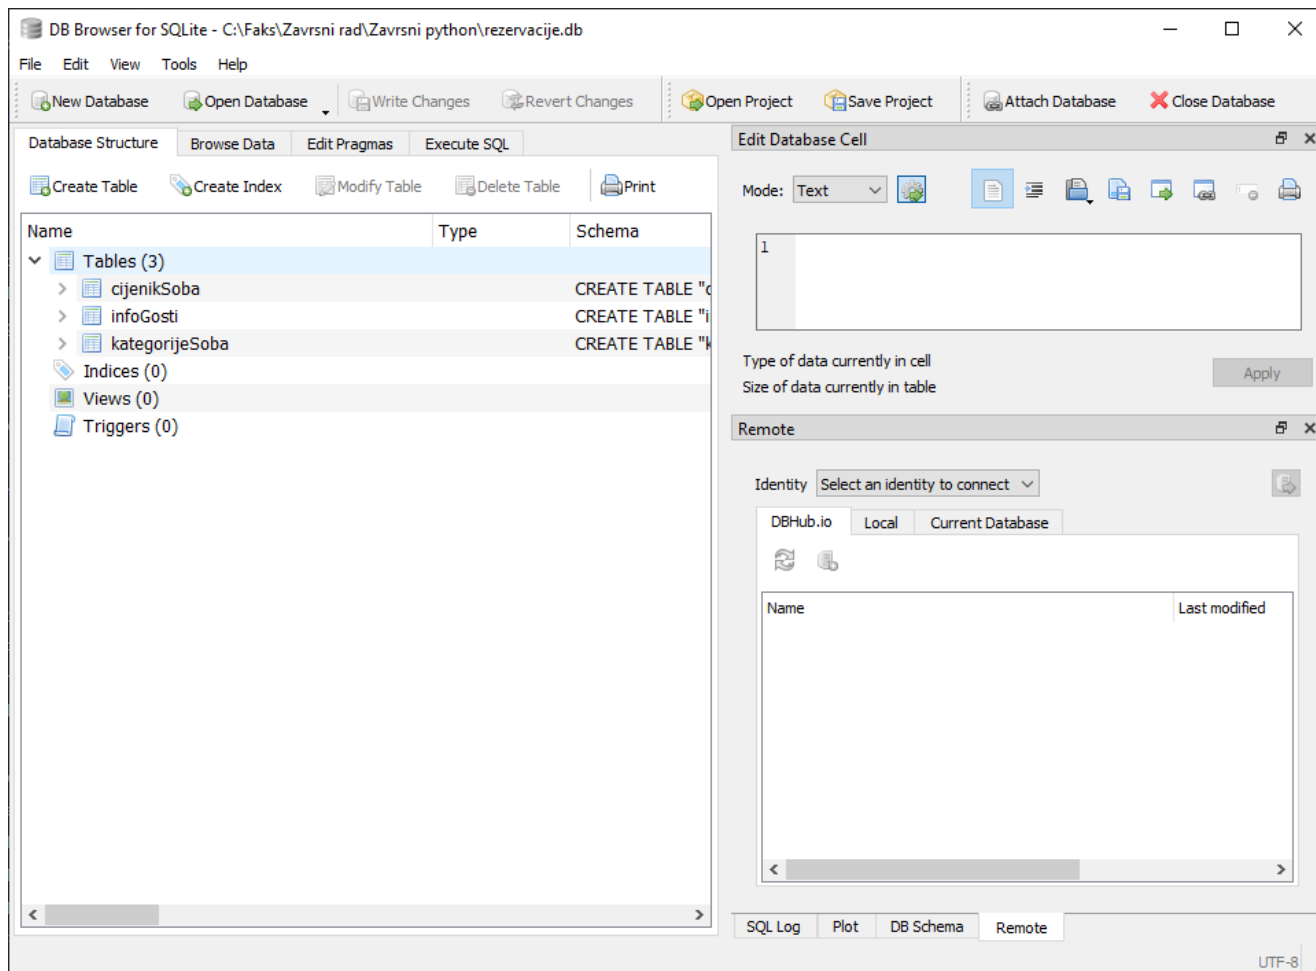 DB Browser for SQLite - C:\Faks\Zavrsni rad\Zavrsni python\rezervacije.db
File Edit View Tools Help
New Database Open Database Write Changes Revert Changes Open Project Save Project Attach Database Close Database
Database Structure Browse Data Edit Pragmas Execute SQL
Create Table Create Index Modify Table Delete Table Print
Name Type Schema
Tables (3)
cijenikSoba CREATE TABLE "c
infoGosti CREATE TABLE "i
kategorijeSoba CREATE TABLE "k
Indices (0)
Views (0)
Triggers (0)
Edit Database Cell
Mode: Text
1
Type of data currently in cell
Size of data currently in table
Apply
Remote
Identity Select an identity to connect
DBHub.io Local Current Database
Name Last modified
SQL Log Plot DB Schema Remote
UTF-8